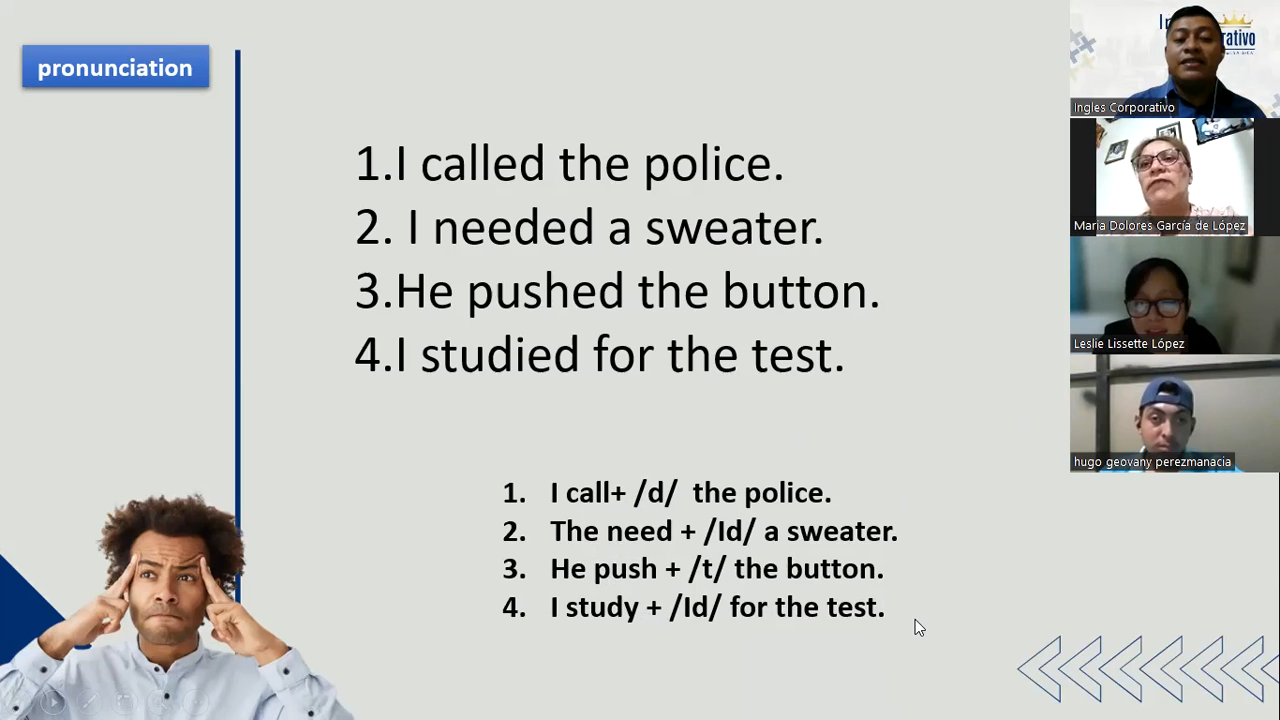 pronunciation
1.I called the police.
2. I needed a sweater.
3.He pushed the button.
4.I studied for the test.
1. I call+ /d/ the police.
2. The need + /Id/ a sweater.
3. He push + /t/ the button.
4. I study + /Id/ for the test.
Ingles Corporativo
Maria Dolores García de López
Leslie Lissette López
hugo geovany perezmanacia